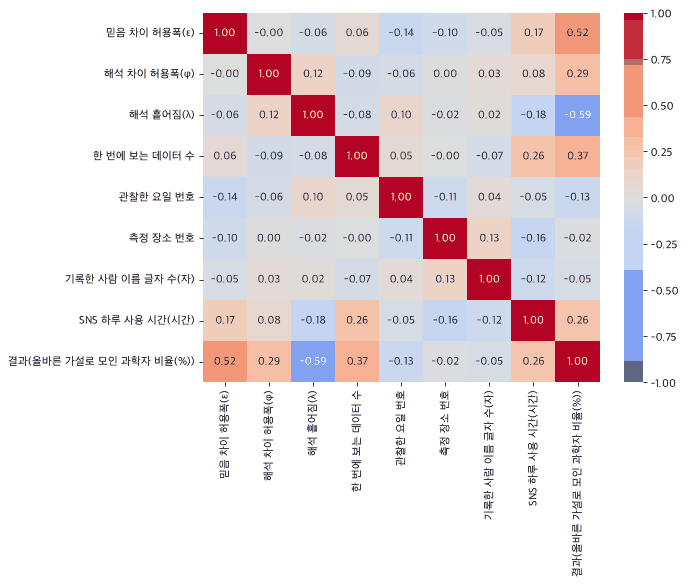 믿음 차이 허용폭(ε) 1.00 -0.00 -0.06 0.06 -0.14 -0.10 -0.05 0.17 0.52
해석 차이 허용폭(φ) -0.00 1.00 0.12 -0.09 -0.06 0.00 0.03 0.08 0.29
해석 흩어짐(λ) -0.06 0.12 1.00 -0.08 0.10 -0.02 0.02 -0.18 -0.59
한 번에 보는 데이터 수 0.06 -0.09 -0.08 1.00 0.05 -0.00 -0.07 0.26 0.37
관찰한 요일 번호 -0.14 -0.06 0.10 0.05 1.00 -0.11 0.04 -0.05 -0.13
측정 장소 번호 -0.10 0.00 -0.02 -0.00 -0.11 1.00 0.13 -0.16 -0.02
기록한 사람 이름 글자 수(자) -0.05 0.03 0.02 -0.07 0.04 0.13 1.00 -0.12 -0.05
SNS 하루 사용 시간(시간) 0.17 0.08 -0.18 0.26 -0.05 -0.16 -0.12 1.00 0.26
결과(올바른 가설로 모인 과학자 비율(%)) 0.52 0.29 -0.59 0.37 -0.13 -0.02 -0.05 0.26 1.00
믿음 차이 허용폭(ε)
해석 차이 허용폭(φ)
해석 흩어짐(λ)
한 번에 보는 데이터 수
관찰한 요일 번호
측정 장소 번호
기록한 사람 이름 글자 수(자)
SNS 하루 사용 시간(시간)
결과(올바른 가설로 모인 과학자 비율(%))
1.00
0.75
0.50
0.25
0.00
-0.25
-0.50
-0.75
-1.00